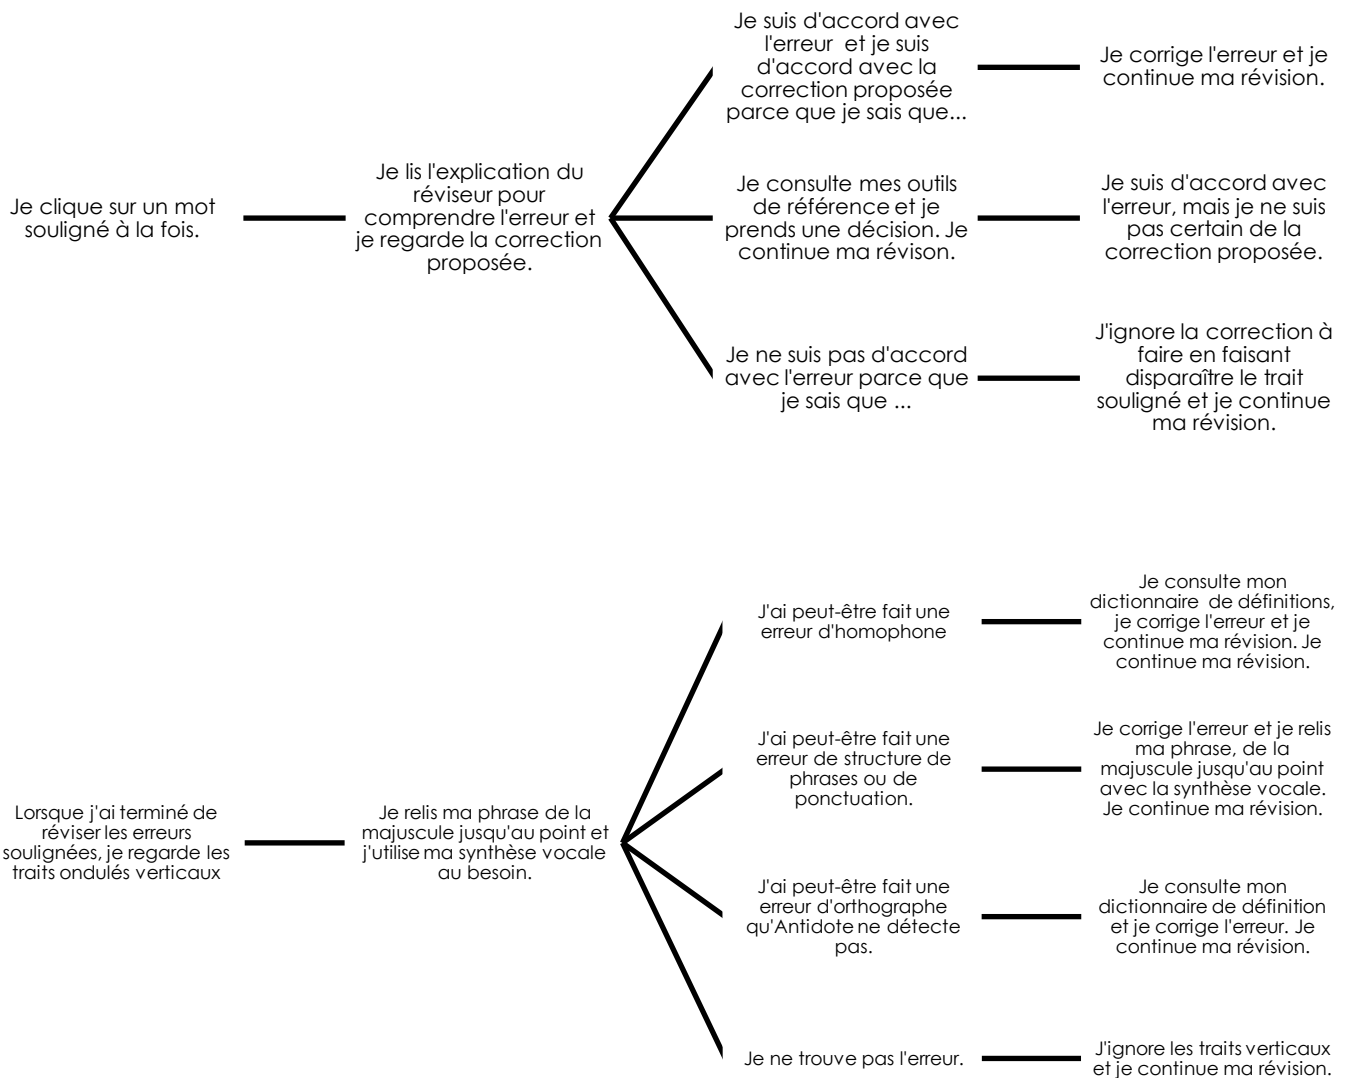 Je clique sur un mot
souligné à la fois.
Je lis l'explication du
réviseur pour
comprendre l'erreur et
je regarde la correction
proposée.
Je suis d'accord avec
l'erreur et je suis
d'accord avec la
correction proposée
parce que je sais que...
Je corrige l'erreur et je
continue ma révision.
Je consulte mes outils
de référence et je
prends une décision. Je
continue ma révison.
Je suis d'accord avec
l'erreur, mais je ne suis
pas certain de la
correction proposée.
Je ne suis pas d'accord
avec l'erreur parce que
je sais que ...
J'ignore la correction à
faire en faisant
disparaître le trait
souligné et je continue
ma révision.
Lorsque j'ai terminé de
réviser les erreurs
soulignées, je regarde les
traits ondulés verticaux
Je relis ma phrase de la
majuscule jusqu'au point et
j'utilise ma synthèse vocale
au besoin.
J'ai peut-être fait une
erreur d'homophone
Je consulte mon
dictionnaire de définitions,
je corrige l'erreur et je
continue ma révision. Je
continue ma révision.
J'ai peut-être fait une
erreur de structure de
phrases ou de
ponctuation.
Je corrige l'erreur et je relis
ma phrase, de la
majuscule jusqu'au point
avec la synthèse vocale.
Je continue ma révision.
J'ai peut-être fait une
erreur d'orthographe
qu'Antidote ne détecte
pas.
Je consulte mon
dictionnaire de définition
et je corrige l'erreur. Je
continue ma révision.
Je ne trouve pas l'erreur.
J'ignore les traits verticaux
et je continue ma révision.